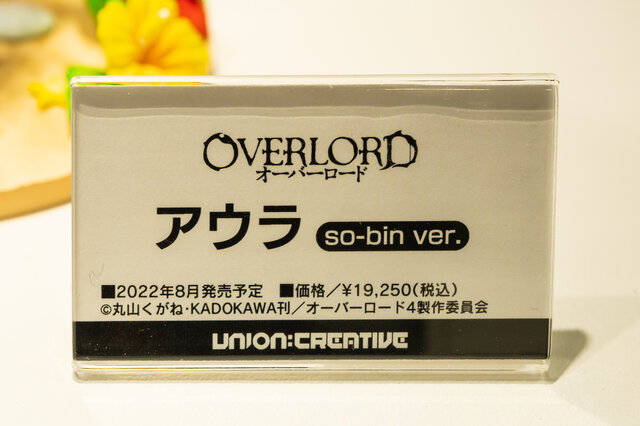 OVERLORD
オーバーロード
アウラ so-bin ver.
■2022年8月発売予定 ■価格／¥19,250(税込)
©丸山くがね・KADOKAWA刊／オーバーロード4製作委員会
UNION:CREATIVE